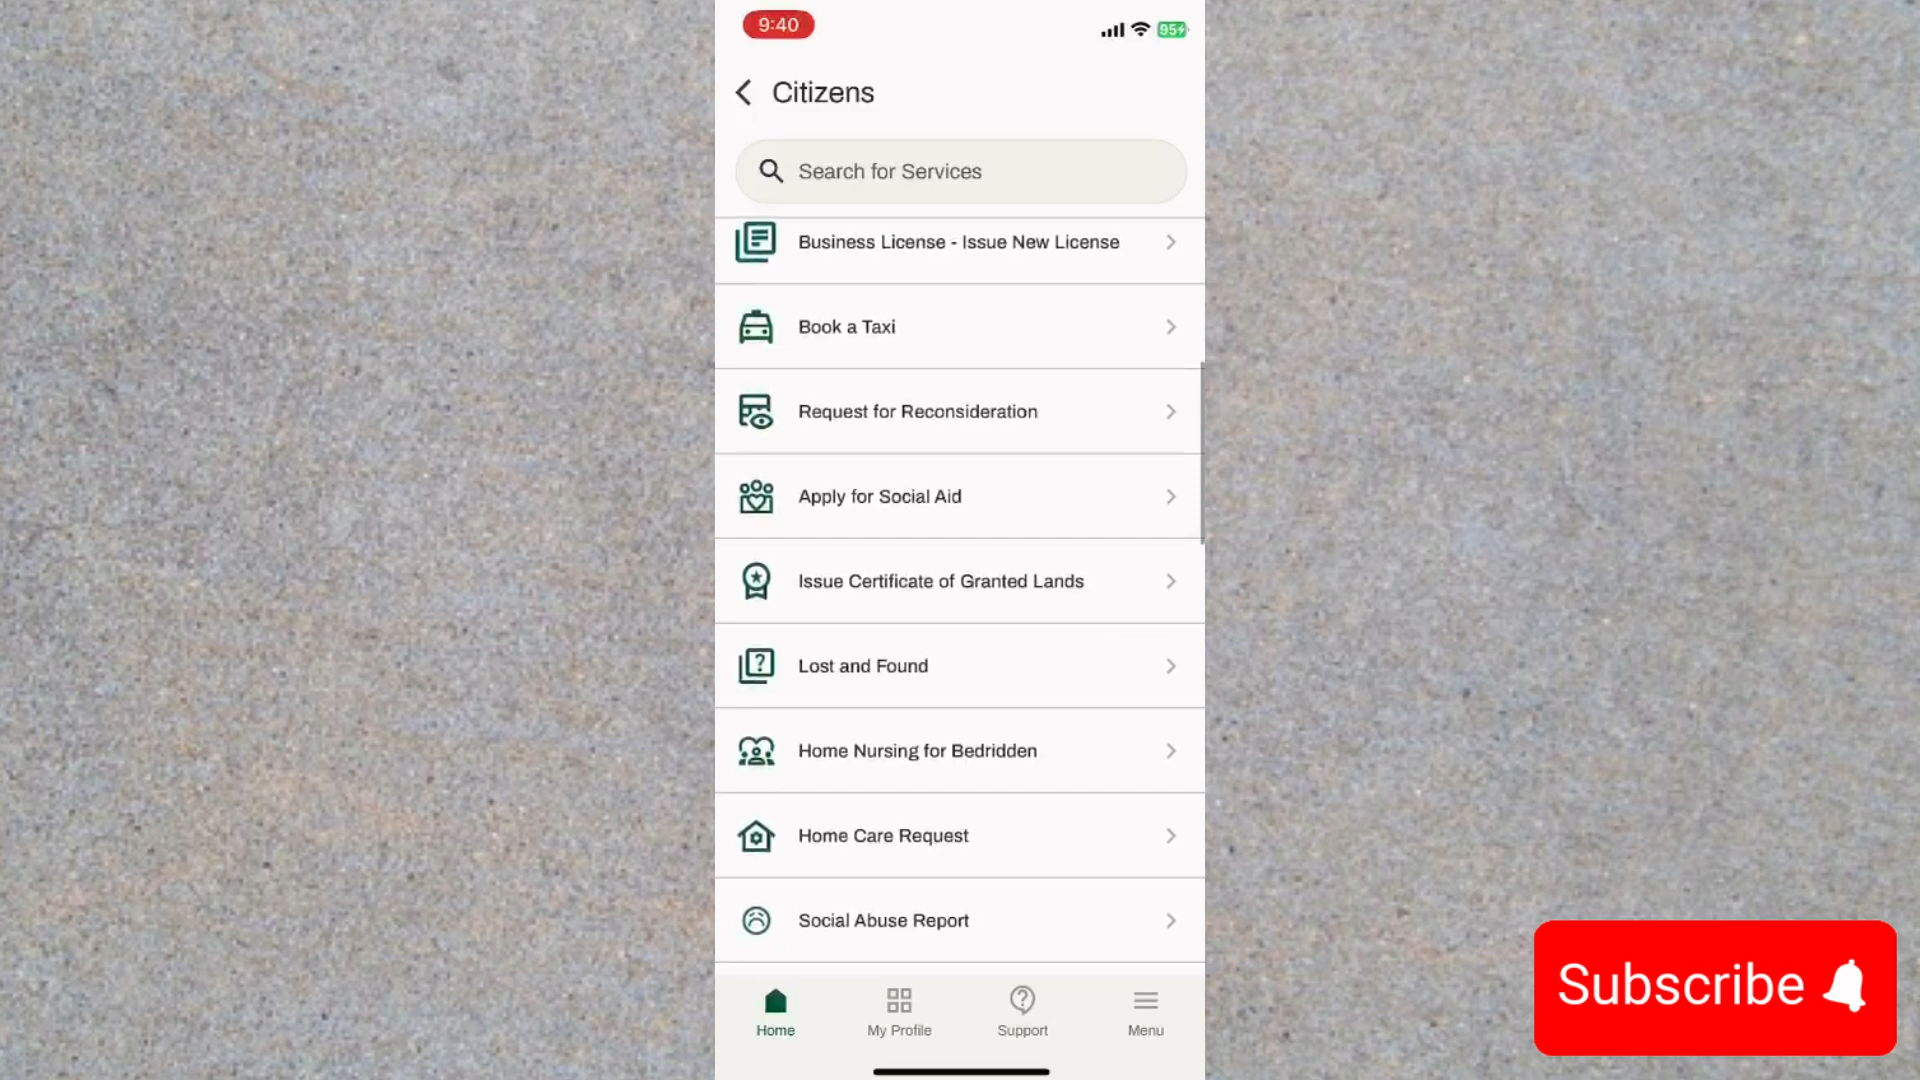 9:40
95
Citizens
Search for Services
Business License - Issue New License
Book a Taxi
Request for Reconsideration
Apply for Social Aid
Issue Certificate of Granted Lands
Lost and Found
Home Nursing for Bedridden
Home Care Request
Social Abuse Report
Home
My Profile
Support
Menu
Subscribe